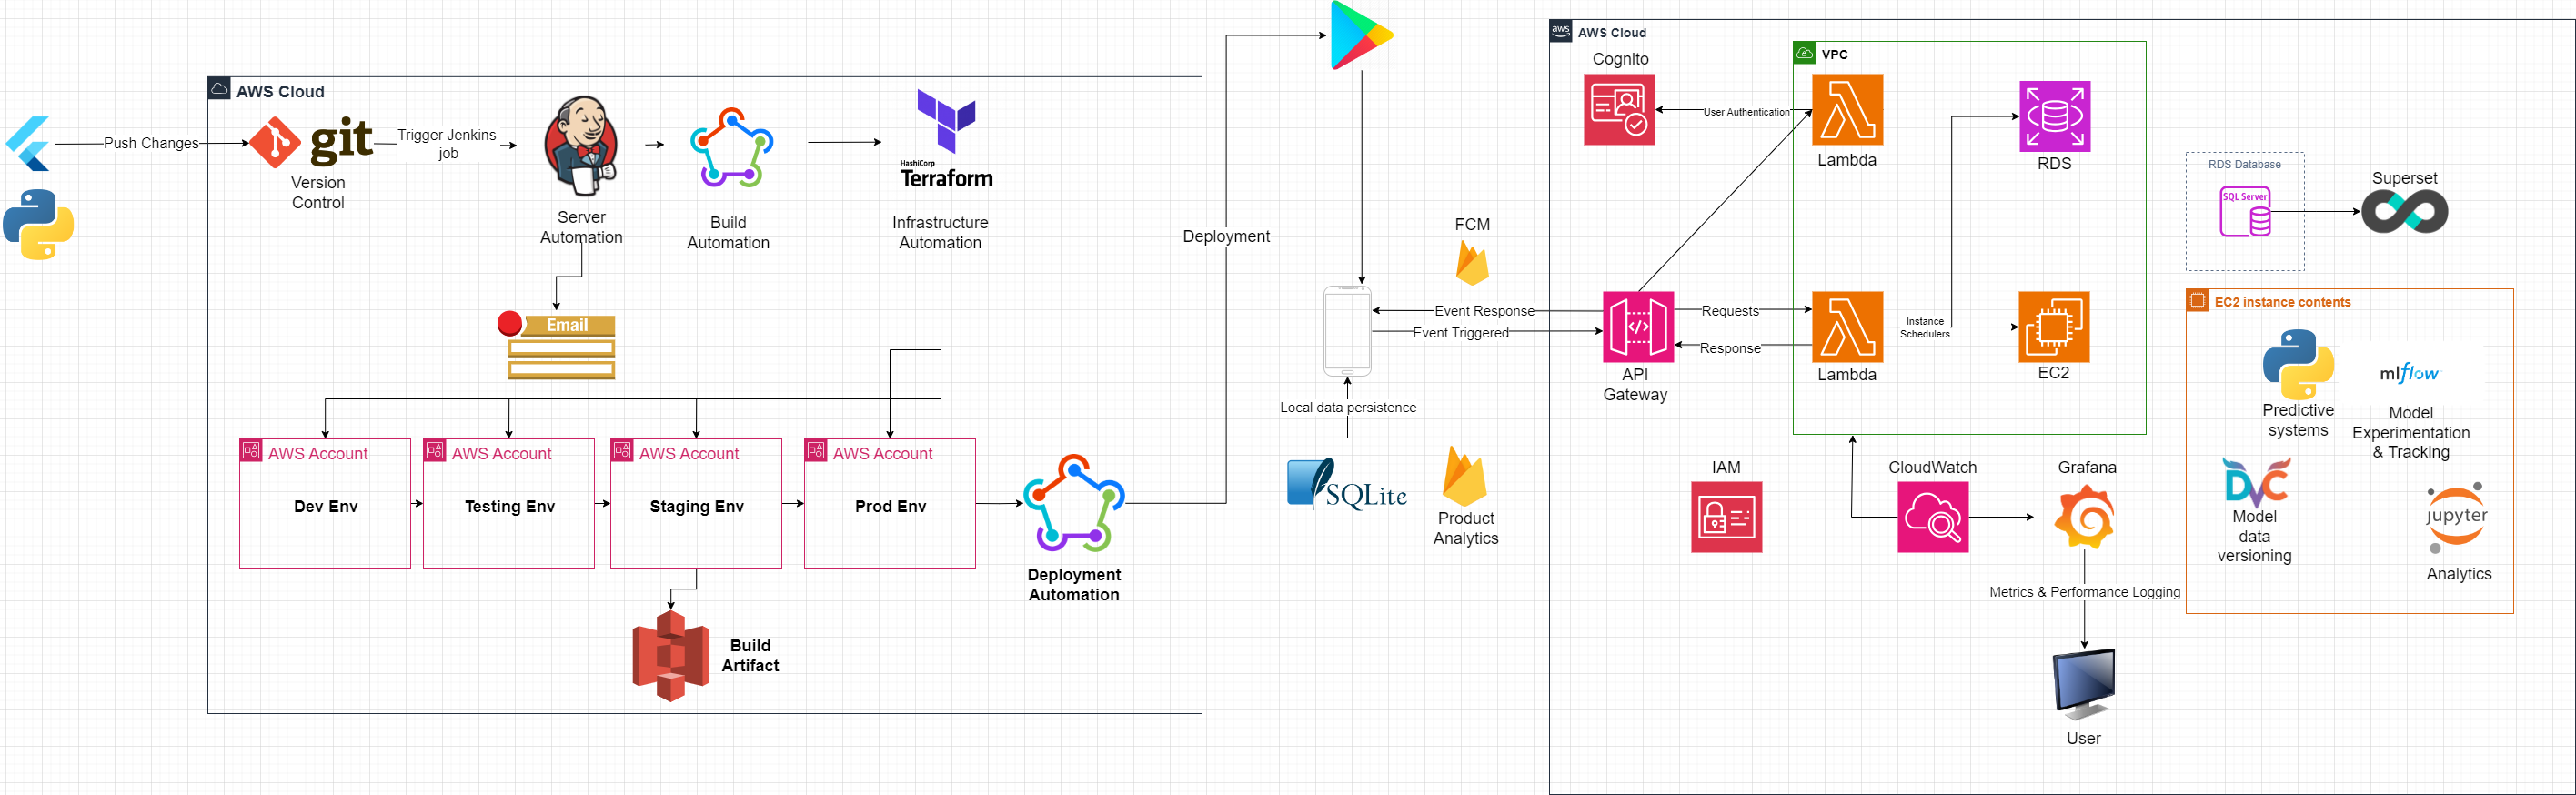 AWS Cloud
Push Changes
git
Version
Control
Trigger Jenkins
job
Server
Automation
Build
Automation
HashiCorp
Terraform
Infrastructure
Automation
Email
AWS Account
Dev Env
AWS Account
Testing Env
AWS Account
Staging Env
AWS Account
Prod Env
Build
Artifact
Deployment
Automation
Deployment
FCM
Event Response
Event Triggered
Local data persistence
SQLite
Product
Analytics
aws
AWS Cloud
Cognito
User Authentication
VPC
Lambda
RDS
API
Gateway
Requests
Response
Lambda
Instance
Schedulers
EC2
IAM
CloudWatch
Grafana
Metrics & Performance Logging
User
RDS Database
SQL Server
Superset
EC2 instance contents
Predictive
systems
mlflow
Model
Experimentation
& Tracking
DVC
Model
data
versioning
jupyter
Analytics